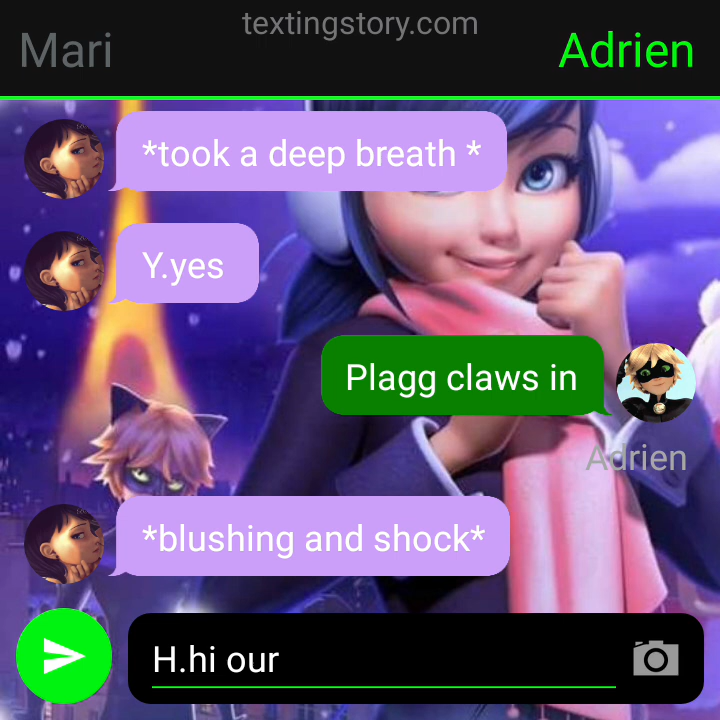 textingstory.com
Mari
Adrien
*took a deep breath *
Y.yes
Plagg claws in
Adrien
*blushing and shock*
H.hi our